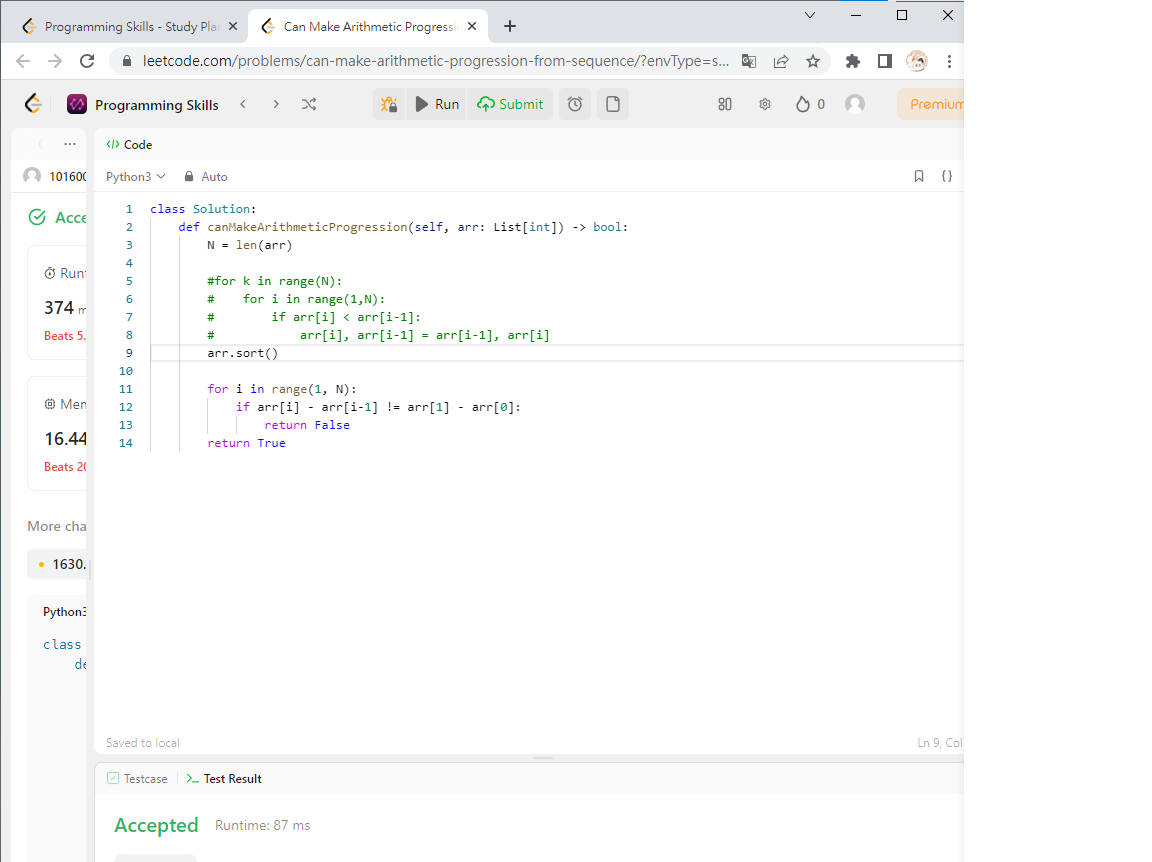 Programming Skills - Study Pla
Can Make Arithmetic Progressi
leetcode.com/problems/can-make-arithmetic-progression-from-sequence/?envType=s...
Programming Skills
Run
Submit
0
Premium
Code
101600
Python3
Auto
Acce
Runt
374 m
Beats 5.
Mem
16.44
Beats 20
More cha
1630.
Python3
class
de
1 class Solution:
2     def canMakeArithmeticProgression(self, arr: List[int]) -> bool:
3         N = len(arr)
4
5         #for k in range(N):
6         #    for i in range(1,N):
7         #        if arr[i] < arr[i-1]:
8         #            arr[i], arr[i-1] = arr[i-1], arr[i]
9         arr.sort()
10
11         for i in range(1, N):
12             if arr[i] - arr[i-1] != arr[1] - arr[0]:
13                 return False
14         return True
Saved to local
Ln 9, Col
Testcase
Test Result
Accepted
Runtime: 87 ms